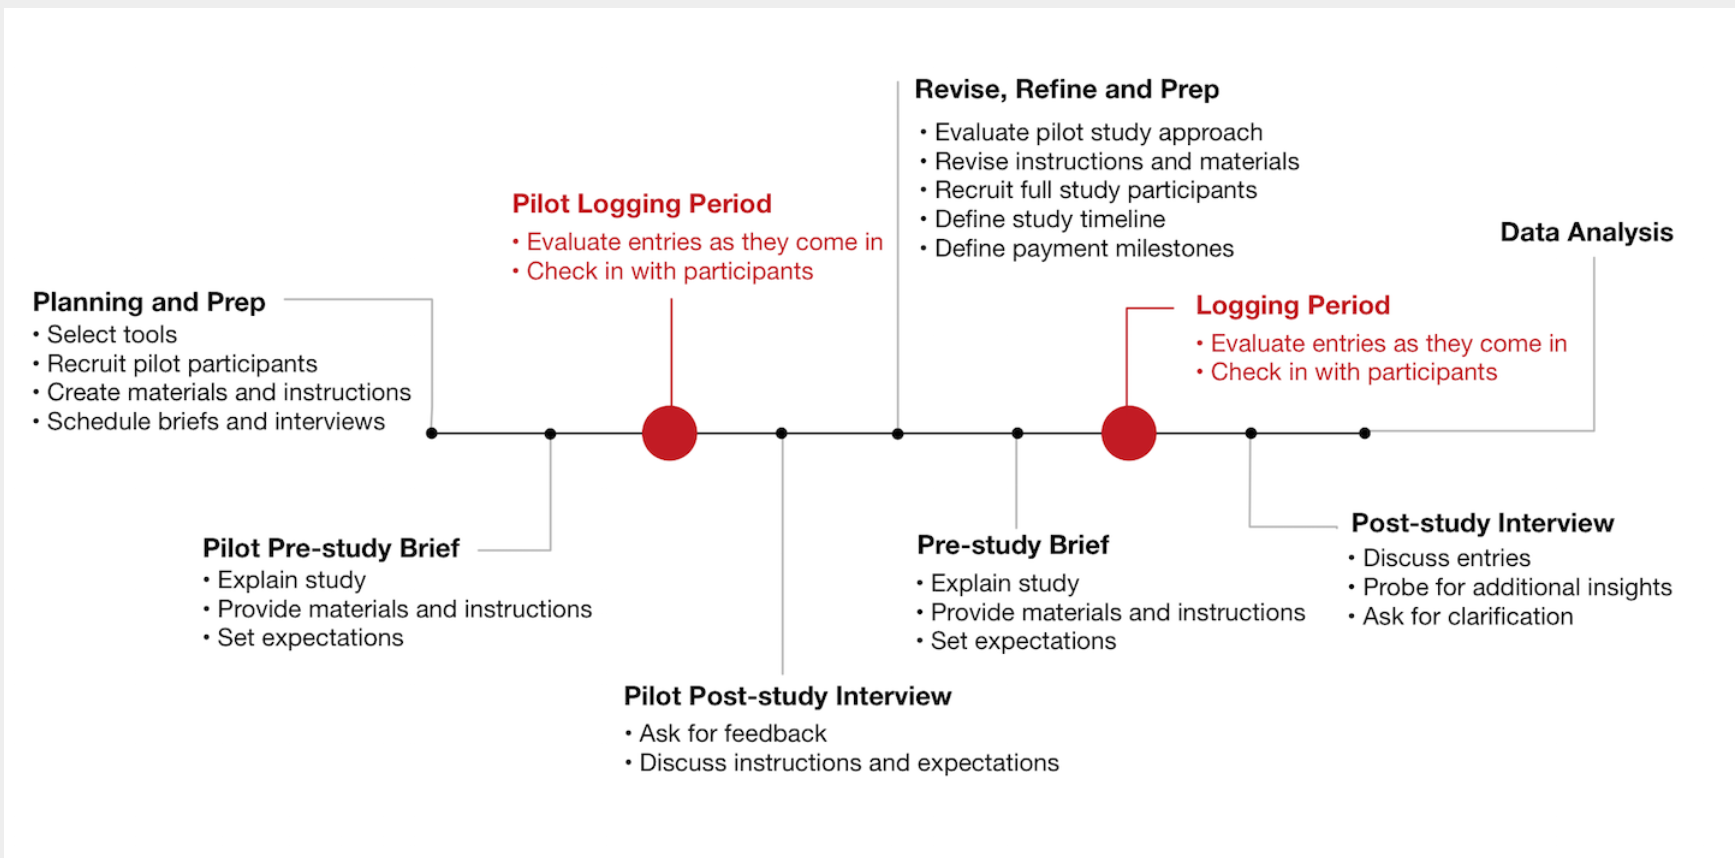 Planning and Prep
• Select tools
• Recruit pilot participants
• Create materials and instructions
• Schedule briefs and interviews
Pilot Pre-study Brief
• Explain study
• Provide materials and instructions
• Set expectations
Pilot Logging Period
• Evaluate entries as they come in
• Check in with participants
Pilot Post-study Interview
• Ask for feedback
• Discuss instructions and expectations
Revise, Refine and Prep
• Evaluate pilot study approach
• Revise instructions and materials
• Recruit full study participants
• Define study timeline
• Define payment milestones
Pre-study Brief
• Explain study
• Provide materials and instructions
• Set expectations
Logging Period
• Evaluate entries as they come in
• Check in with participants
Post-study Interview
• Discuss entries
• Probe for additional insights
• Ask for clarification
Data Analysis